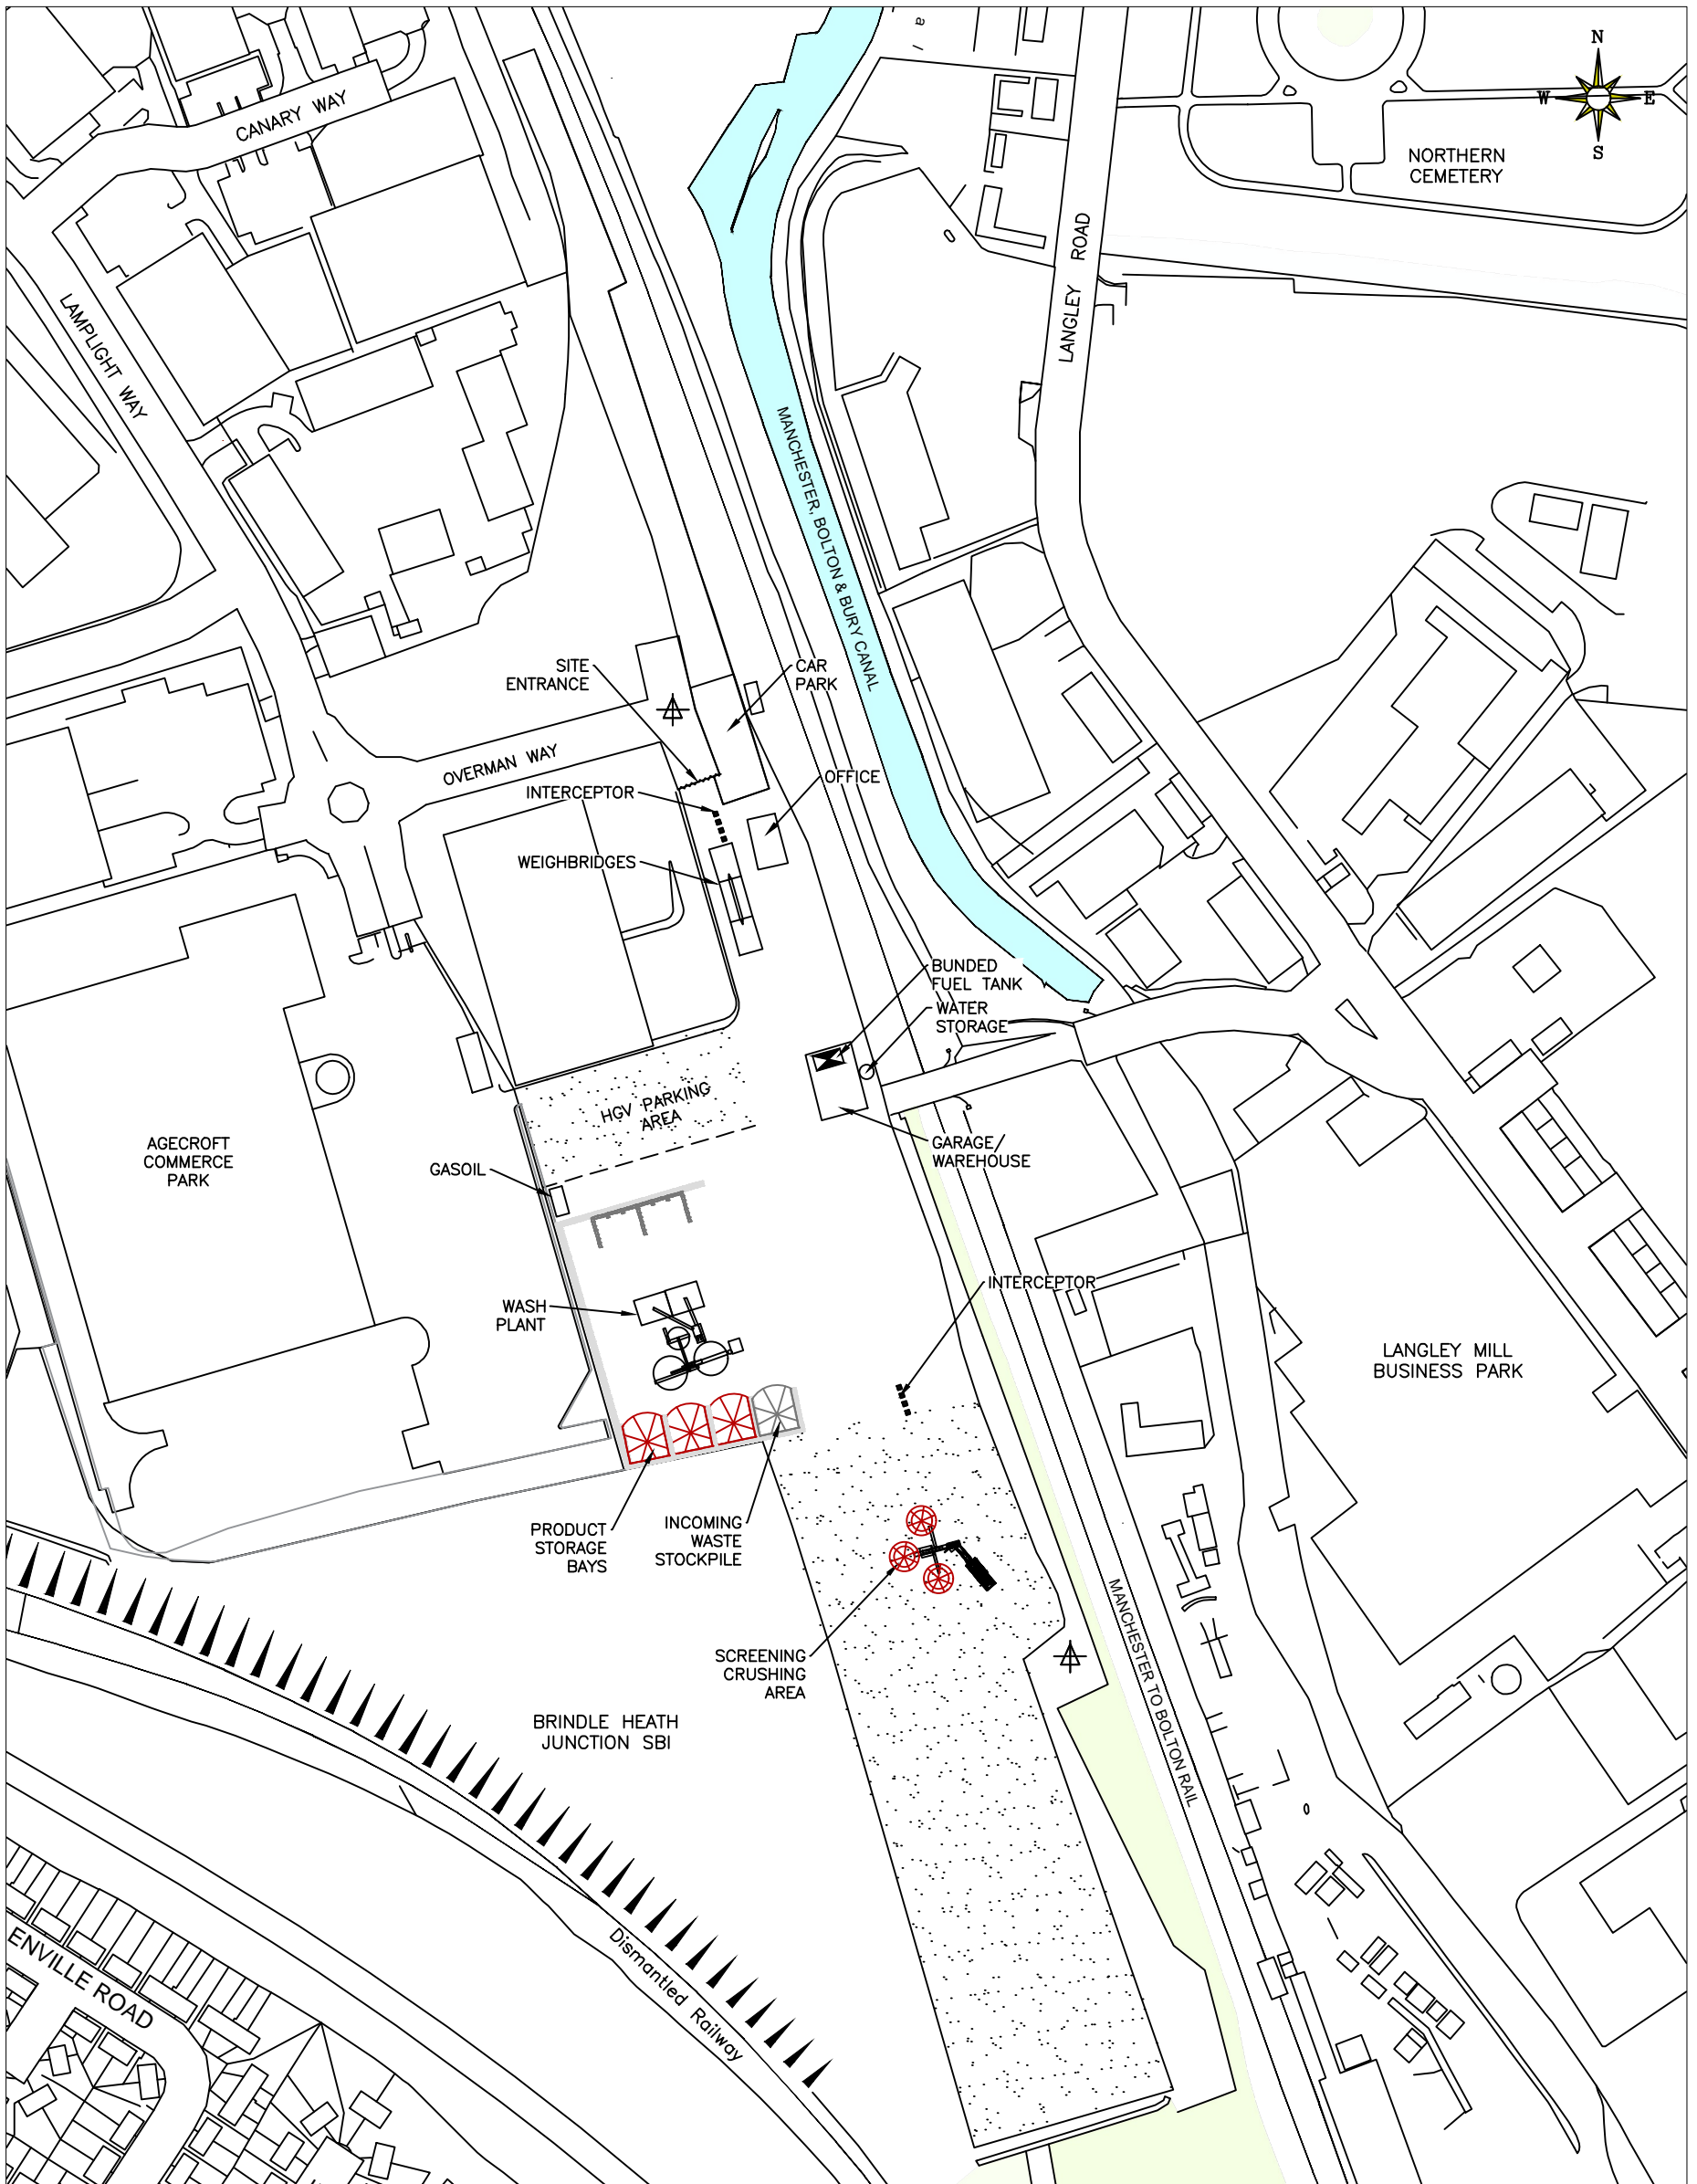 a
l
N
W
E
S
CANARY WAY
NORTHERN
CEMETERY
LANGLEY ROAD
LAMPLIGHT WAY
MANCHESTER, BOLTON & BURY CANAL
SITE
ENTRANCE
CAR
PARK
OVERMAN WAY
OFFICE
INTERCEPTOR
WEIGHBRIDGES
BUNDED
FUEL TANK
WATER
STORAGE
HGV PARKING
AREA
AGECROFT
COMMERCE
PARK
GARAGE/
WAREHOUSE
GASOIL
INTERCEPTOR
WASH
PLANT
LANGLEY MILL
BUSINESS PARK
PRODUCT
STORAGE
BAYS
INCOMING
WASTE
STOCKPILE
SCREENING
CRUSHING
AREA
MANCHESTER TO BOLTON RAIL
BRINDLE HEATH
JUNCTION SBI
Dismantled Railway
ENVILLE ROAD